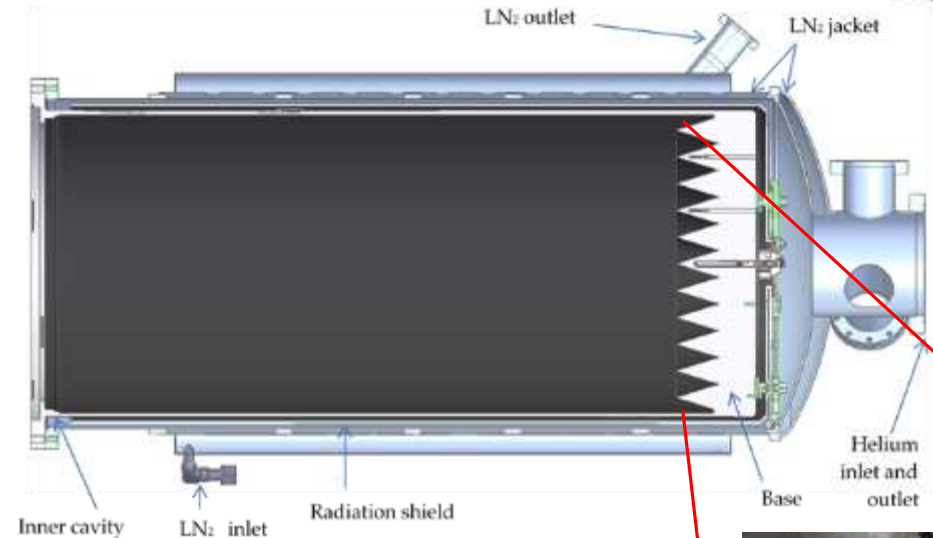 LN₂ outlet
LN₂ jacket
Helium
inlet and
outlet
Base
Radiation shield
LN₂ inlet
Inner cavity